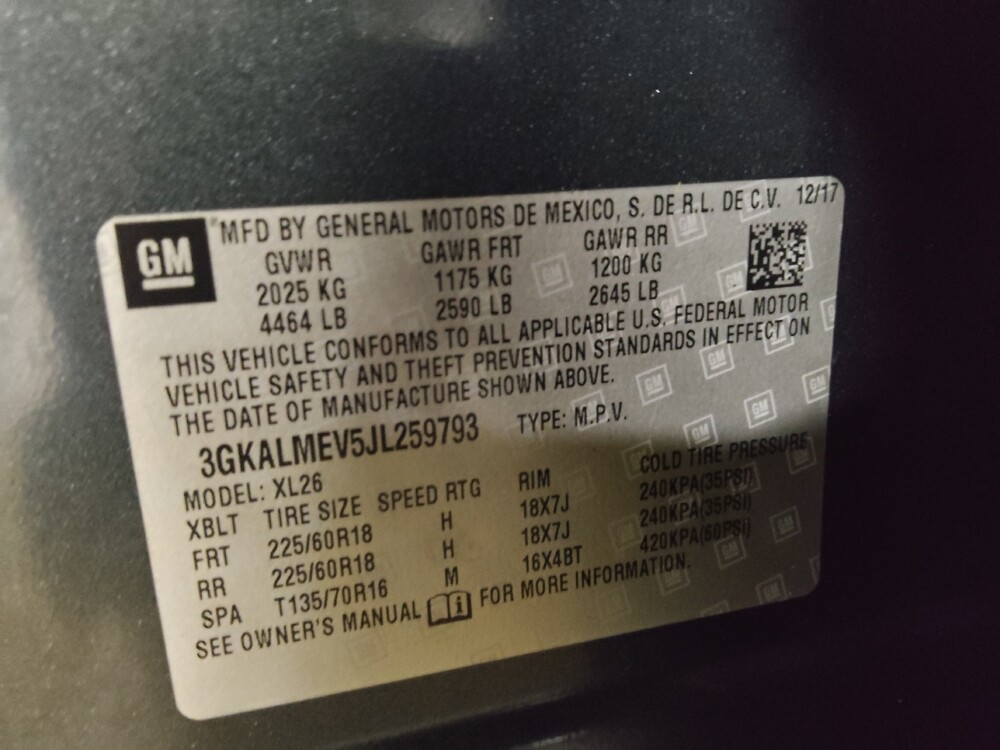 GM
MFD BY GENERAL MOTORS DE MEXICO, S. DE R.L. DE C.V. 12/17
GVWR GAWR FRT GAWR RR
2025 KG 1175 KG 1200 KG
4464 LB 2590 LB 2645 LB
THIS VEHICLE CONFORMS TO ALL APPLICABLE U.S. FEDERAL MOTOR
VEHICLE SAFETY AND THEFT PREVENTION STANDARDS IN EFFECT ON
THE DATE OF MANUFACTURE SHOWN ABOVE.
3GKALMEV5JL259793 TYPE: M.P.V.
MODEL: XL26
XBLT TIRE SIZE SPEED RTG RIM COLD TIRE PRESSURE
FRT 225/60R18 H 18X7J 240KPA(35PSI)
RR 225/60R18 H 18X7J 240KPA(35PSI)
SPA T135/70R16 M 16X4BT 420KPA(60PSI)
SEE OWNER'S MANUAL i FOR MORE INFORMATION.